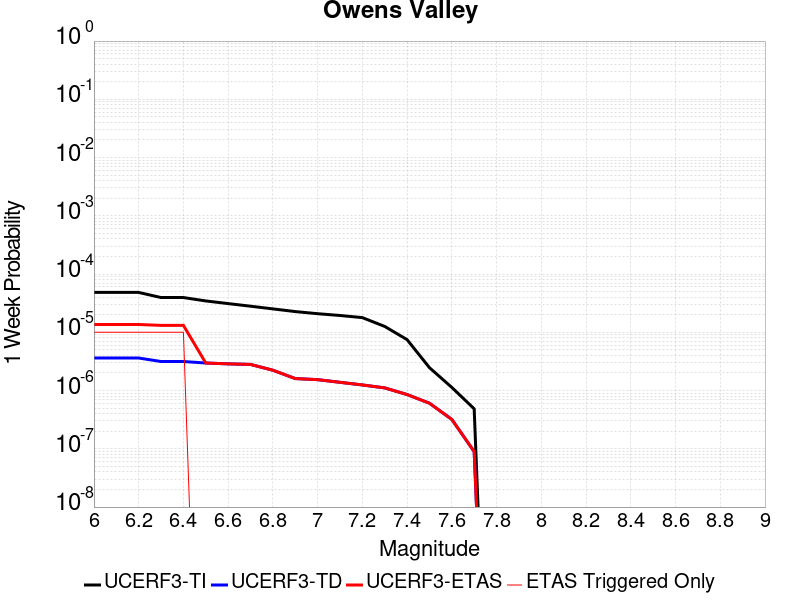 Owens Valley
10^0
10^-1
10^-2
10^-3
10^-4
10^-5
10^-6
10^-7
10^-8
1 Week Probability
6 6.2 6.4 6.6 6.8 7 7.2 7.4 7.6 7.8 8 8.2 8.4 8.6 8.8 9
Magnitude
UCERF3-TI UCERF3-TD UCERF3-ETAS ETAS Triggered Only